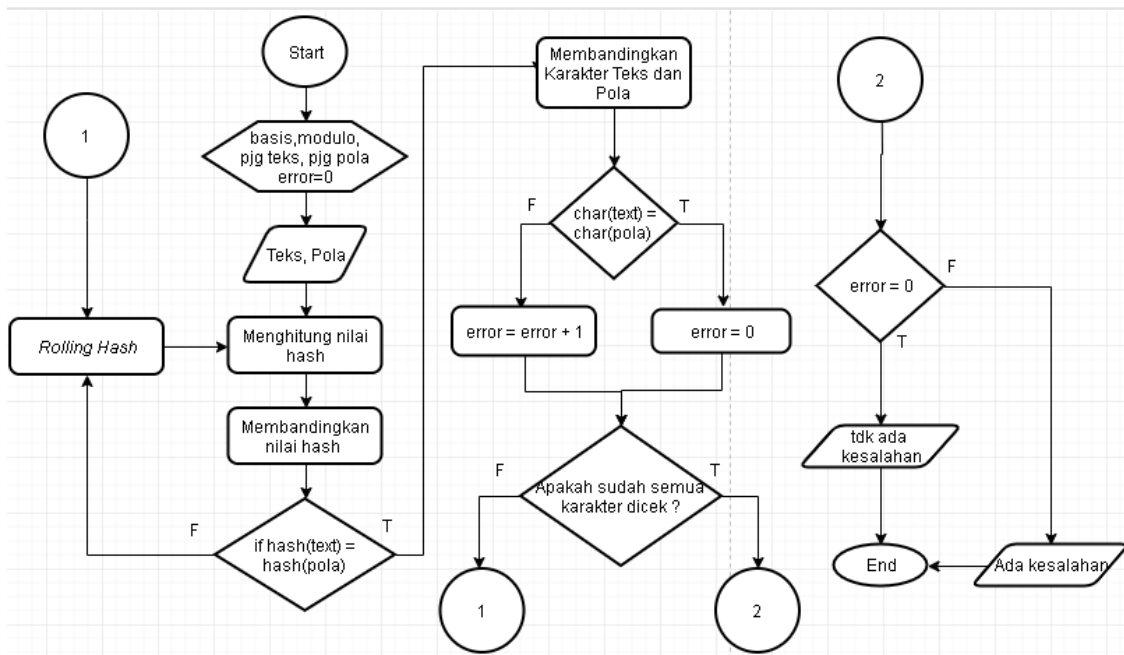 Start
1
basis,modulo,
pjg teks, pjg pola
error=0
Teks, Pola
Rolling Hash
Menghitung nilai
hash
Membandingkan
nilai hash
F
T
if hash(text) =
hash(pola)
Membandingkan
Karakter Teks dan
Pola
F
T
char(text) =
char(pola)
error = error + 1
error = 0
F
T
Apakah sudah semua
karakter dicek ?
1
2
2
error = 0
F
T
tdk ada
kesalahan
End
Ada kesalahan